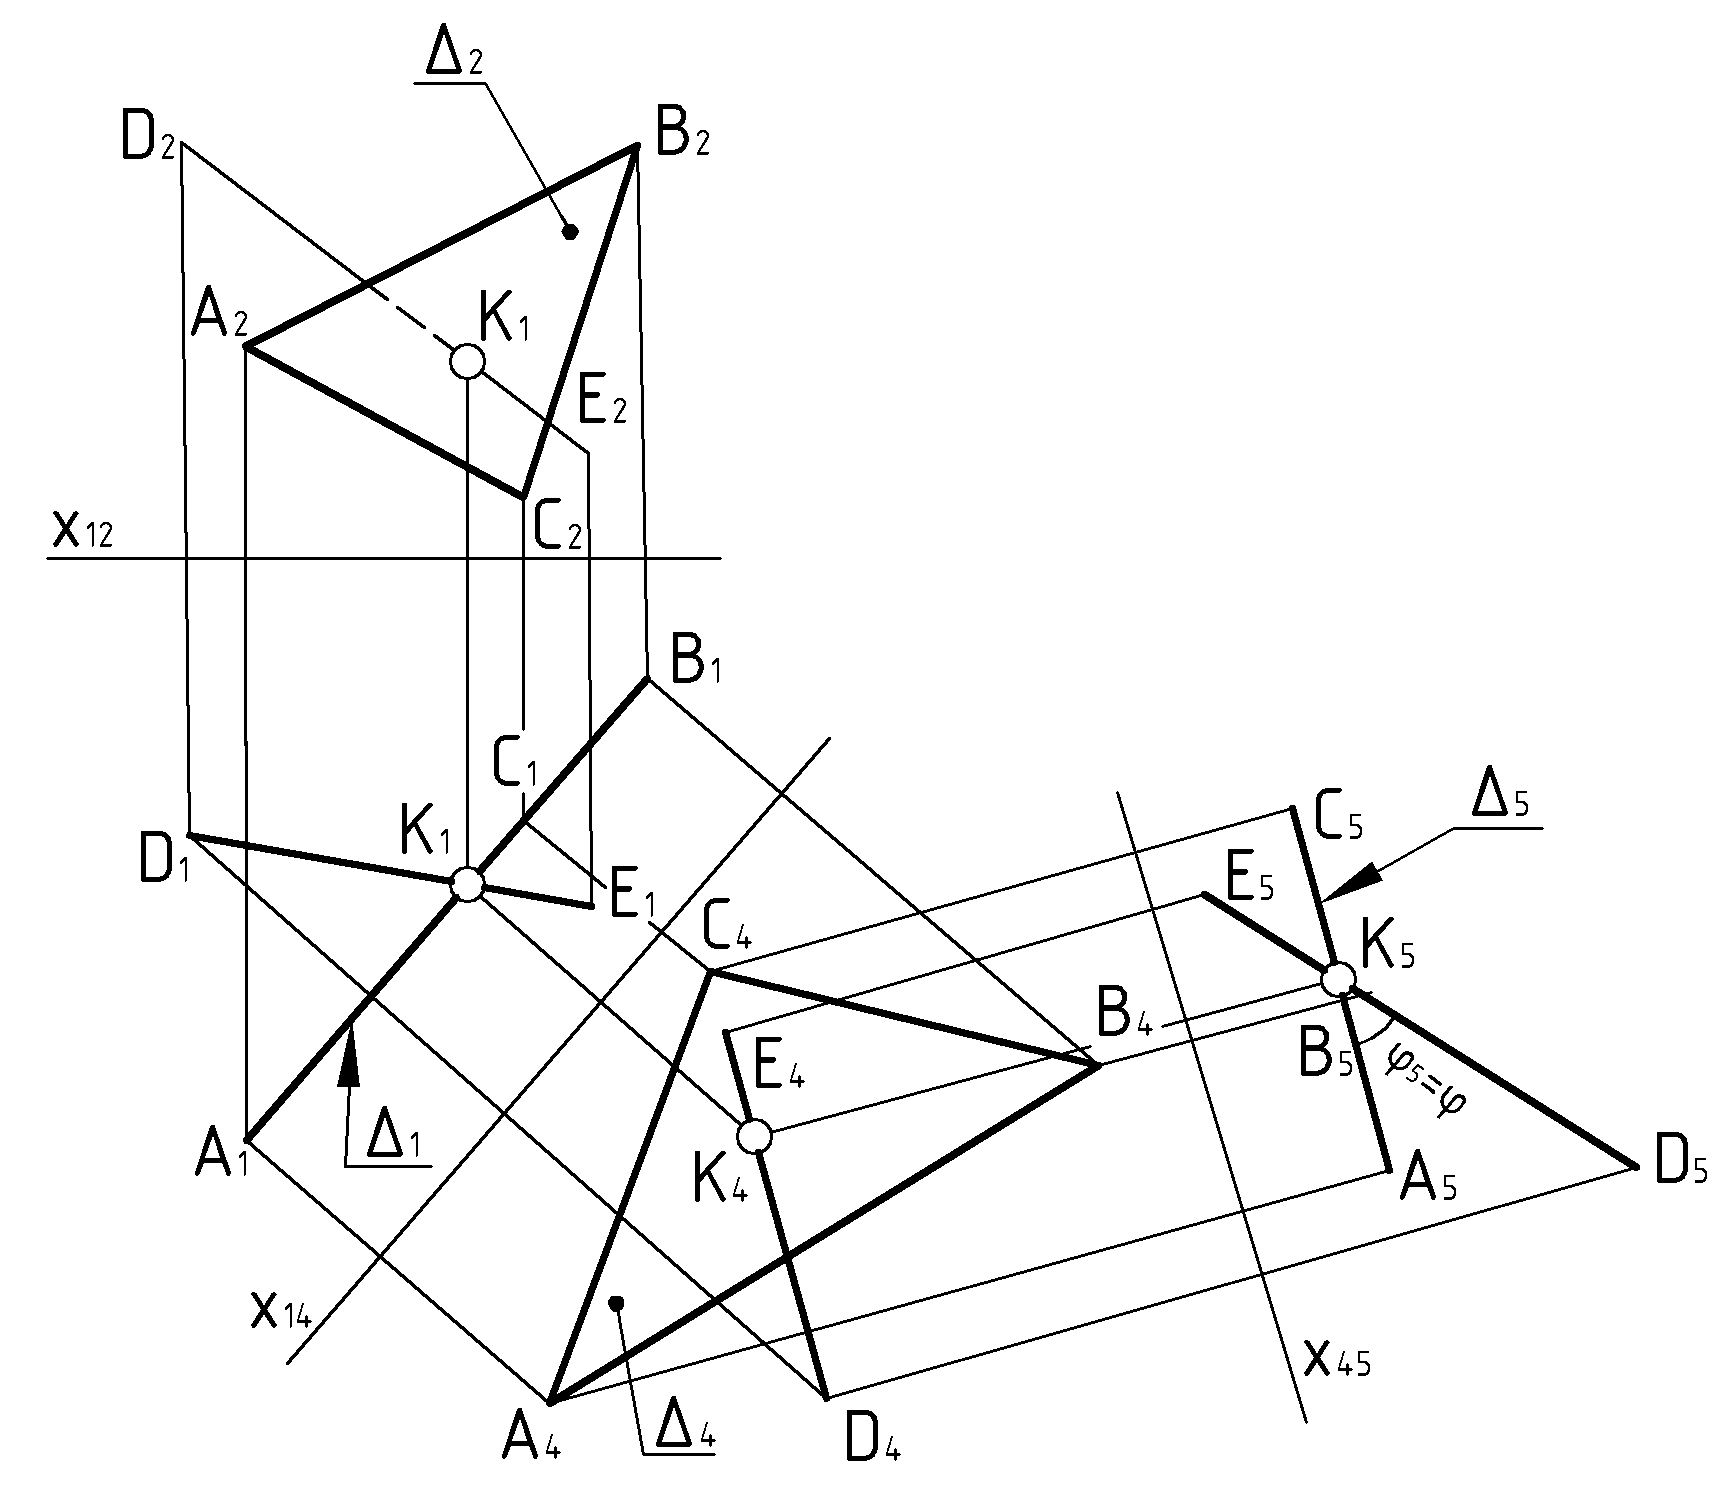 Δ2
D2
B2
A2
K1
E2
C2
x12
B1
C1
K1
D1
E1
C4
A1
Δ1
x14
E4
K4
B4
A4
Δ4
D4
C5
Δ5
E5
K5
B5
φ5=φ
A5
D5
x45